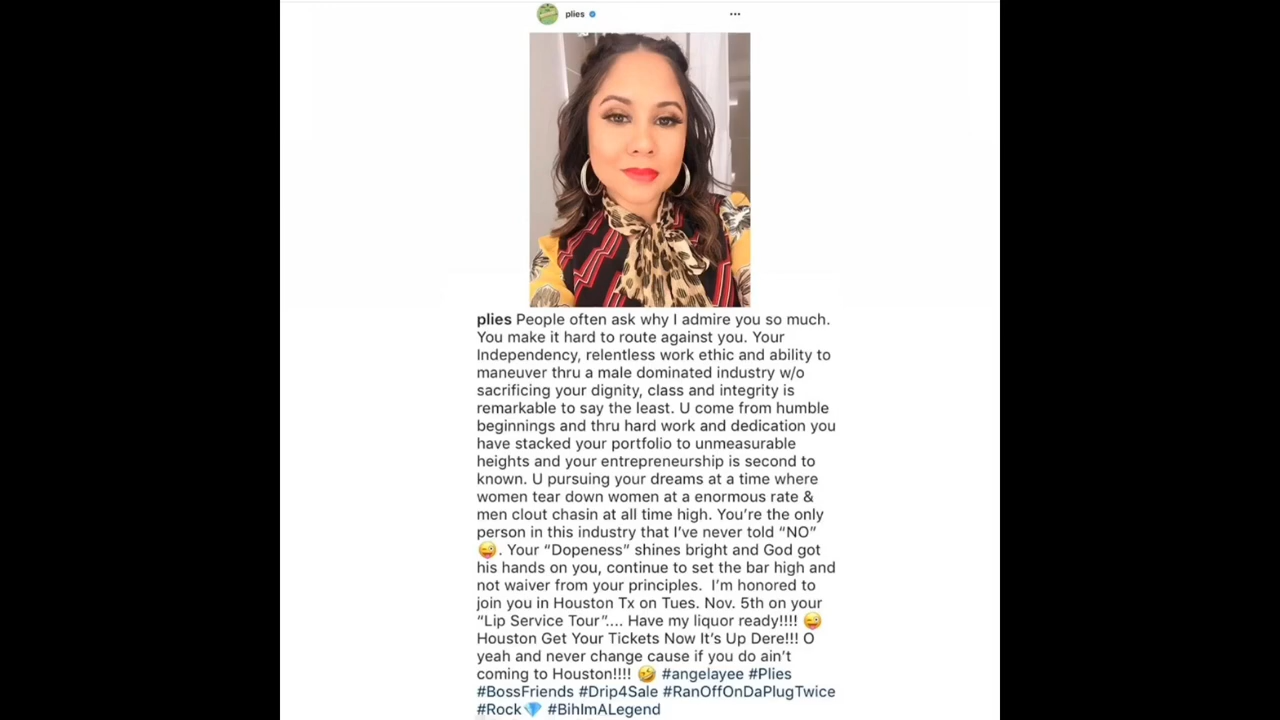 plies
plies People often ask why I admire you so much.
You make it hard to route against you. Your
Independency, relentless work ethic and ability to
maneuver thru a male dominated industry w/o
sacrificing your dignity, class and integrity is
remarkable to say the least. U come from humble
beginnings and thru hard work and dedication you
have stacked your portfolio to unmeasurable
heights and your entrepreneurship is second to
known. U pursuing your dreams at a time where
women tear down women at a enormous rate &
men clout chasin at all time high. You're the only
person in this industry that I've never told “NO”
😜. Your “Dopeness” shines bright and God got
his hands on you, continue to set the bar high and
not waiver from your principles.  I'm honored to
join you in Houston Tx on Tues. Nov. 5th on your
“Lip Service Tour”.... Have my liquor ready!!!! 😜
Houston Get Your Tickets Now It's Up Dere!!! O
yeah and never change cause if you do ain't
coming to Houston!!!! 🤣 #angelayee #Plies
#BossFriends #Drip4Sale #RanOffOnDaPlugTwice
#Rock💎 #BihImALegend